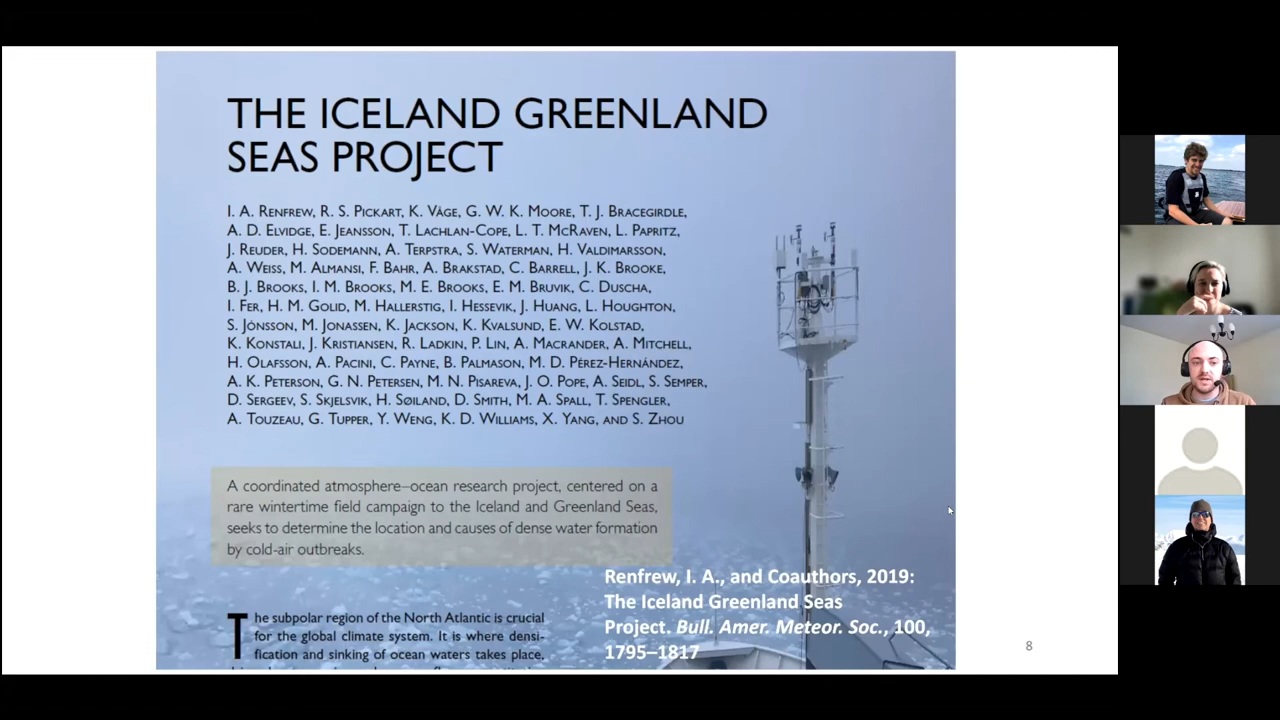 THE ICELAND GREENLAND
SEAS PROJECT
I. A. Renfrew, R. S. Pickart, K. Våge, G. W. K. Moore, T. J. Bracegirdle,
A. D. Elvidge, E. Jeansson, T. Lachlan-Cope, L. T. McRaven, L. Papritz,
J. Reuder, H. Sodemann, A. Terpstra, S. Waterman, H. Valdimarsson,
A. Weiss, M. Almansi, F. Bahr, A. Brakstad, C. Barrell, J. K. Brooke,
B. J. Brooks, I. M. Brooks, M. E. Brooks, E. M. Bruvik, C. Duscha,
I. Fer, H. M. Golid, M. Hallerstig, I. Hessevik, J. Huang, L. Houghton,
S. Jónsson, M. Jonassen, K. Jackson, K. Kvalsund, E. W. Kolstad,
K. Konstali, J. Kristiansen, R. Ladkin, P. Lin, A. Macrander, A. Mitchell,
H. Olafsson, A. Pacini, C. Payne, B. Palmason, M. D. Pérez-Hernández,
A. K. Peterson, G. N. Petersen, M. N. Pisareva, J. O. Pope, A. Seidl, S. Semper,
D. Sergeev, S. Skjelsvik, H. Søiland, D. Smith, M. A. Spall, T. Spengler,
A. Touzeau, G. Tupper, Y. Weng, K. D. Williams, X. Yang, and S. Zhou
A coordinated atmosphere–ocean research project, centered on a
rare wintertime field campaign to the Iceland and Greenland Seas,
seeks to determine the location and causes of dense water formation
by cold-air outbreaks.
The subpolar region of the North Atlantic is crucial
for the global climate system. It is where densi-
fication and sinking of ocean waters takes place,
Renfrew, I. A., and Coauthors, 2019:
The Iceland Greenland Seas
Project. Bull. Amer. Meteor. Soc., 100,
1795–1817
8